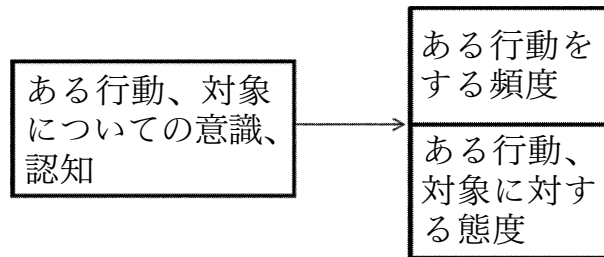 ある行動、対象
についての意識、
認知
ある行動を
する頻度
ある行動、
対象に対す
る態度